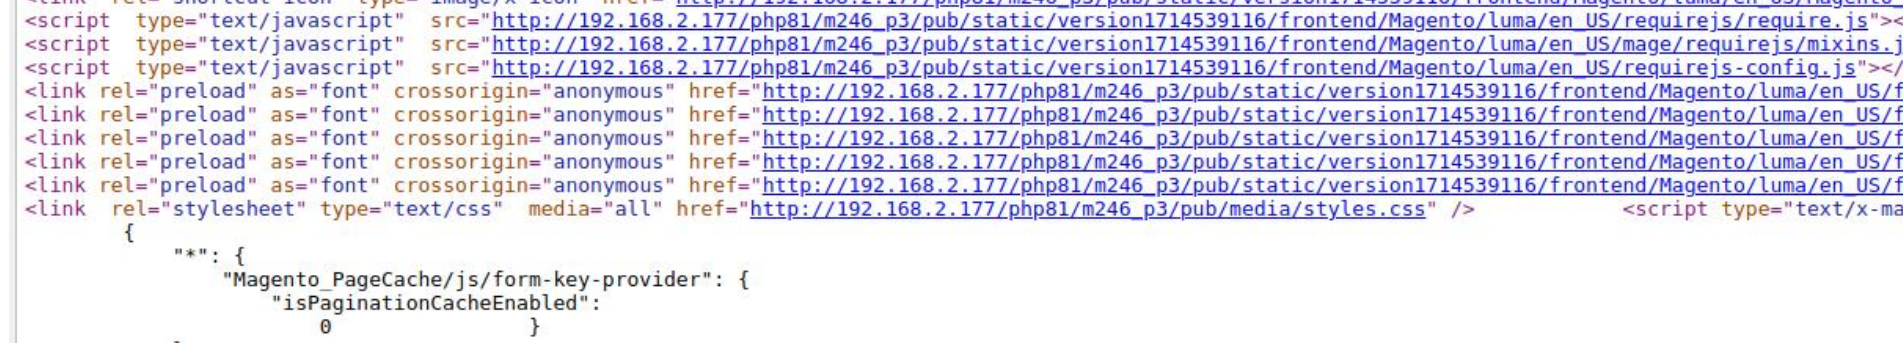 <script  type="text/javascript"  src="http://192.168.2.177/php81/m246_p3/pub/static/version1714539116/frontend/Magento/luma/en_US/requirejs/require.js"><
<script  type="text/javascript"  src="http://192.168.2.177/php81/m246_p3/pub/static/version1714539116/frontend/Magento/luma/en_US/mage/requirejs/mixins.j
<script  type="text/javascript"  src="http://192.168.2.177/php81/m246_p3/pub/static/version1714539116/frontend/Magento/luma/en_US/requirejs-config.js"></
<link rel="preload" as="font" crossorigin="anonymous" href="http://192.168.2.177/php81/m246_p3/pub/static/version1714539116/frontend/Magento/luma/en_US/f
<link rel="preload" as="font" crossorigin="anonymous" href="http://192.168.2.177/php81/m246_p3/pub/static/version1714539116/frontend/Magento/luma/en_US/f
<link rel="preload" as="font" crossorigin="anonymous" href="http://192.168.2.177/php81/m246_p3/pub/static/version1714539116/frontend/Magento/luma/en_US/f
<link rel="preload" as="font" crossorigin="anonymous" href="http://192.168.2.177/php81/m246_p3/pub/static/version1714539116/frontend/Magento/luma/en_US/f
<link rel="preload" as="font" crossorigin="anonymous" href="http://192.168.2.177/php81/m246_p3/pub/static/version1714539116/frontend/Magento/luma/en_US/f
<link  rel="stylesheet" type="text/css"  media="all" href="http://192.168.2.177/php81/m246_p3/pub/media/styles.css" />            <script type="text/x-ma
        {
            "*": {
                "Magento_PageCache/js/form-key-provider": {
                    "isPaginationCacheEnabled":
                        0                }